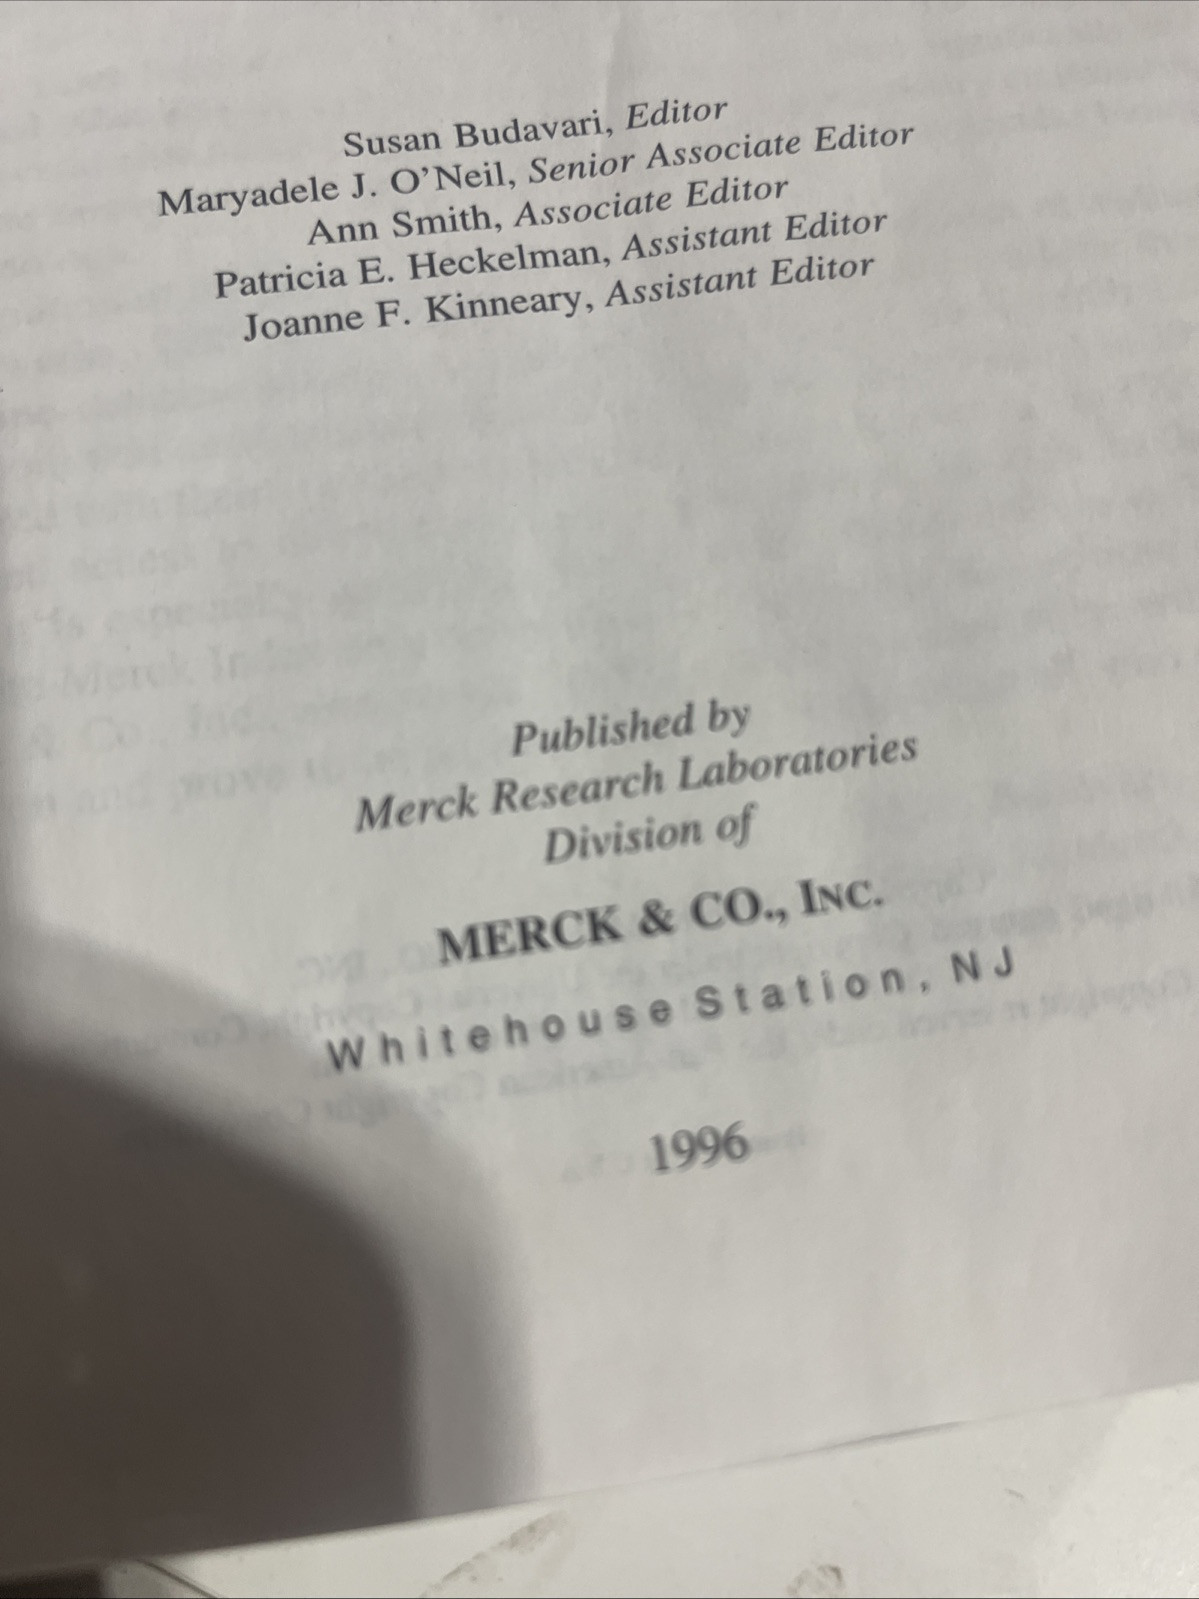 Susan Budavari, Editor
Maryadele J. O'Neil, Senior Associate Editor
Ann Smith, Associate Editor
Patricia E. Heckelman, Assistant Editor
Joanne F. Kinneary, Assistant Editor
Published by
Merck Research Laboratories
Division of
MERCK & CO., INC.
Whitehouse Station, NJ
1996